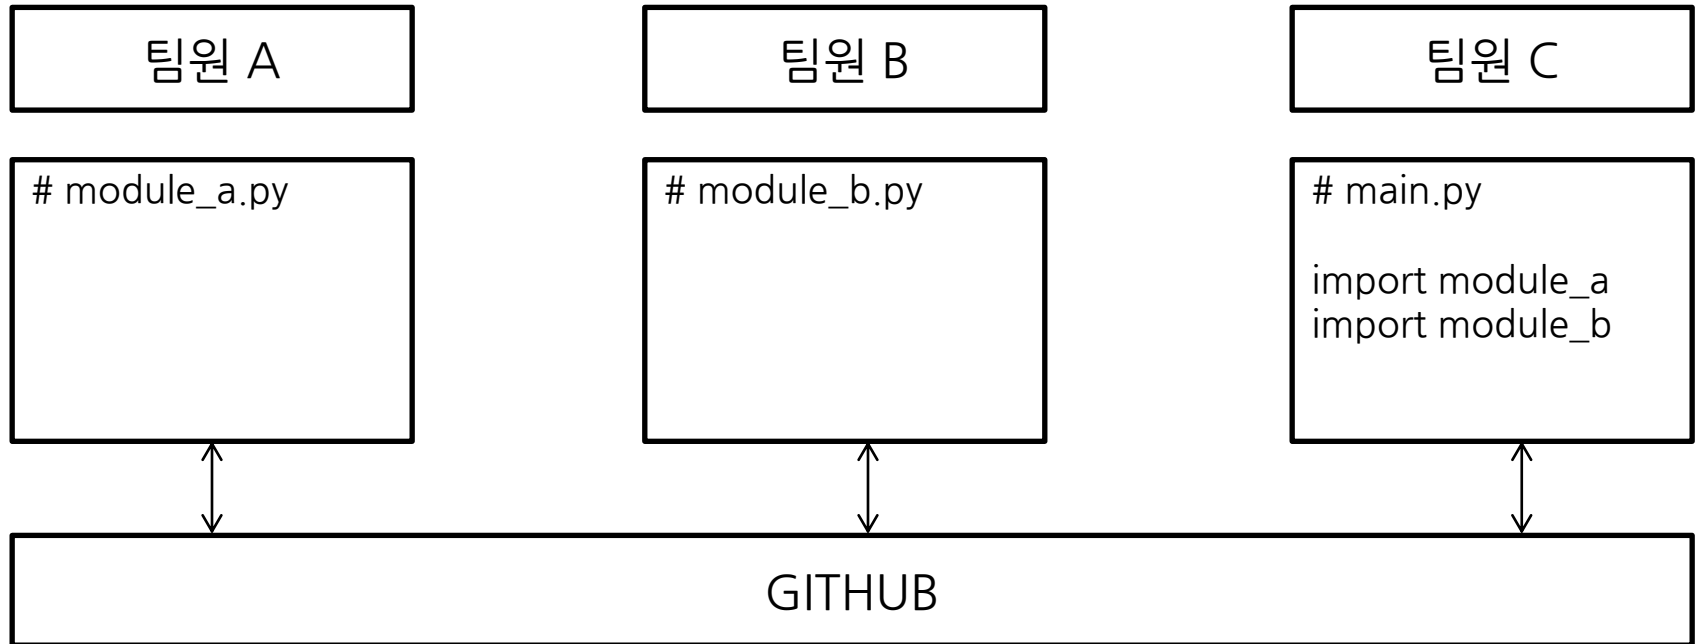 팀원 A
팀원 B
팀원 C
# module_a.py
# module_b.py
# main.py
import module_a
import module_b
GITHUB